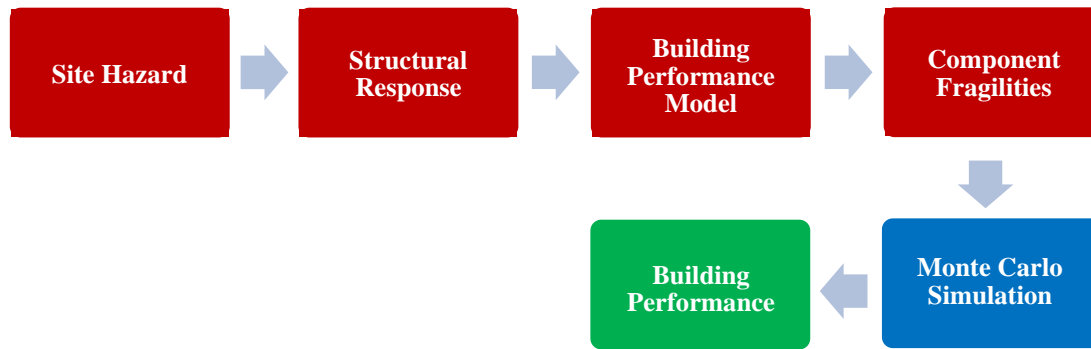 Site Hazard
Structural
Response
Building
Performance
Model
Component
Fragilities
Monte Carlo
Simulation
Building
Performance